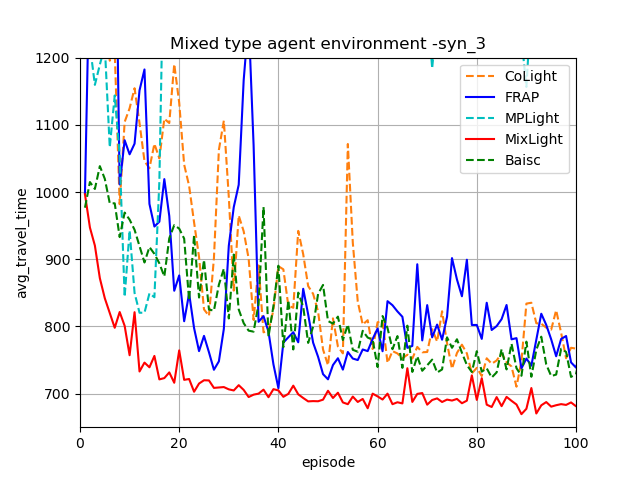 Mixed type agent environment -syn_3
1200
1100
1000
900
800
700
avg_travel_time
0
20
40
60
80
100
episode
CoLight
FRAP
MPLight
MixLight
Baisc